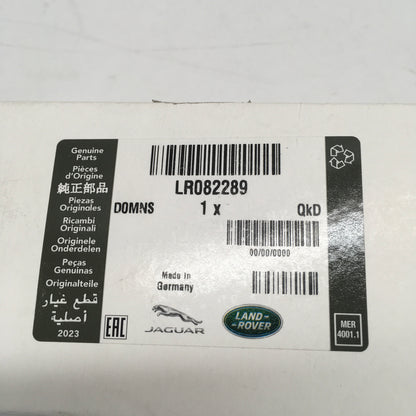 Genuine
Parts
Pièces
d'Origine
純正部品
Piezas
Originales
Ricambi
Originali
Originele
Onderdelen
Peças
Genuinas
Originalteile
قطع غيار
أصلية
2023
LR082289
DOMNS 1 x QkD
00/00/0000
Made in
Germany
EAC
JAGUAR
LAND-
ROVER
MER
4001.1